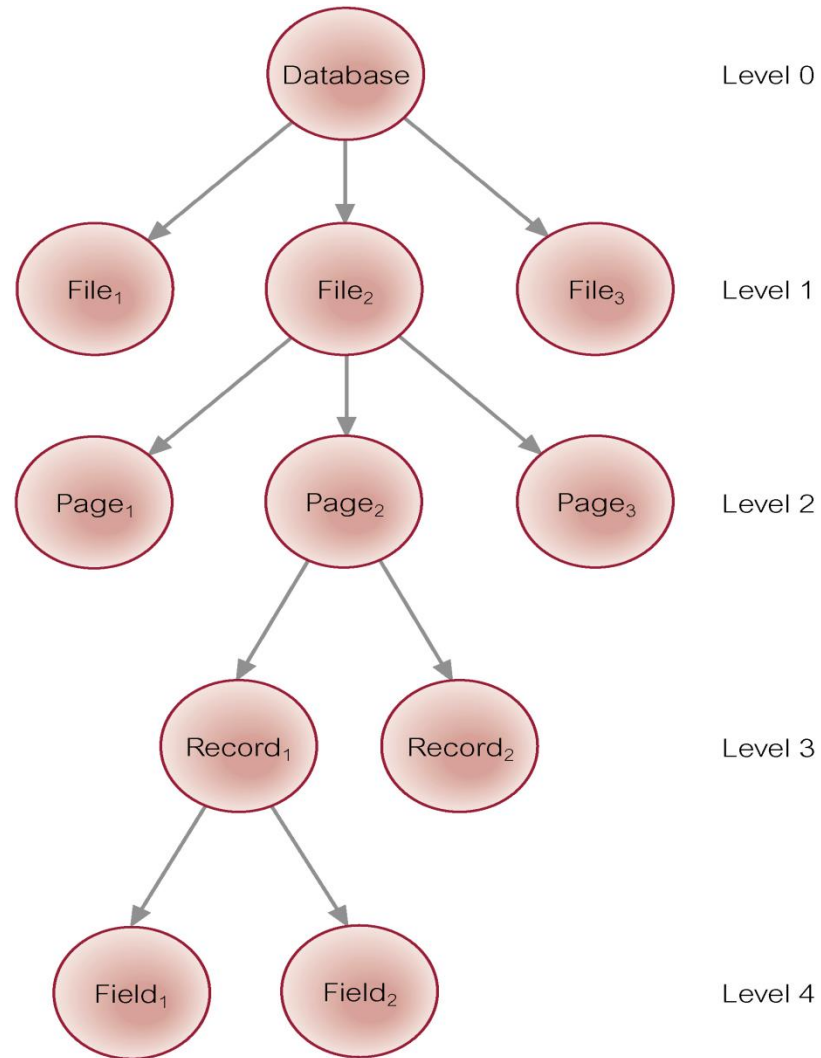 Database Level 0
File₁ File₂ File₃ Level 1
Page₁ Page₂ Page₃ Level 2
Record₁ Record₂ Level 3
Field₁ Field₂ Level 4